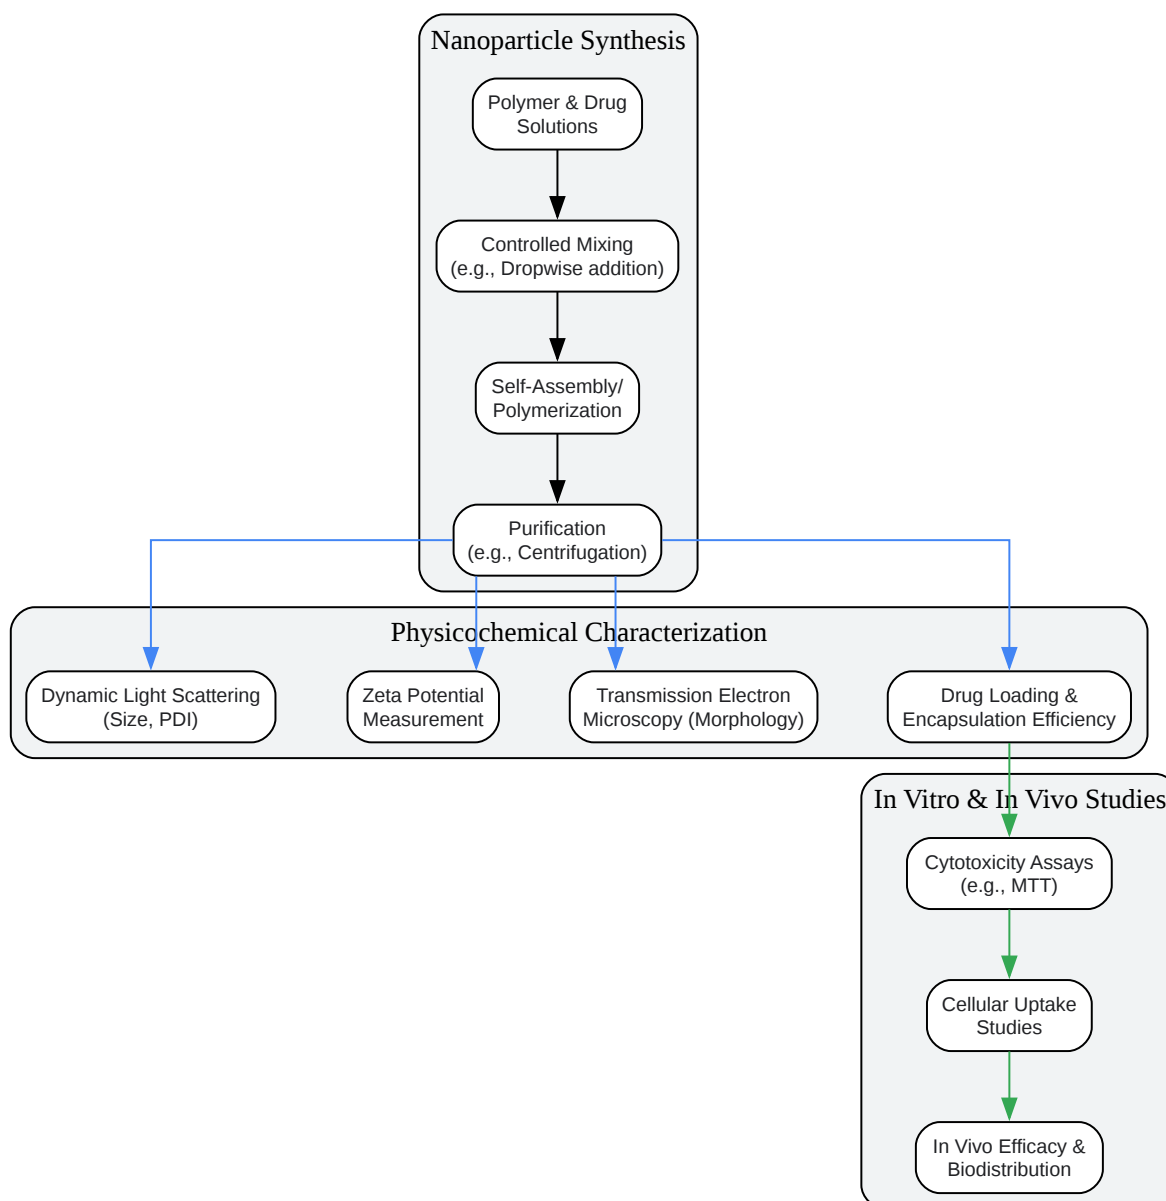 Nanoparticle Synthesis
Polymer & Drug
Solutions
Controlled Mixing
(e.g., Dropwise addition)
Self-Assembly/
Polymerization
Purification
(e.g., Centrifugation)
Physicochemical Characterization
Dynamic Light Scattering
(Size, PDI)
Zeta Potential
Measurement
Transmission Electron
Microscopy (Morphology)
Drug Loading &
Encapsulation Efficiency
In Vitro & In Vivo Studies
Cytotoxicity Assays
(e.g., MTT)
Cellular Uptake
Studies
In Vivo Efficacy &
Biodistribution